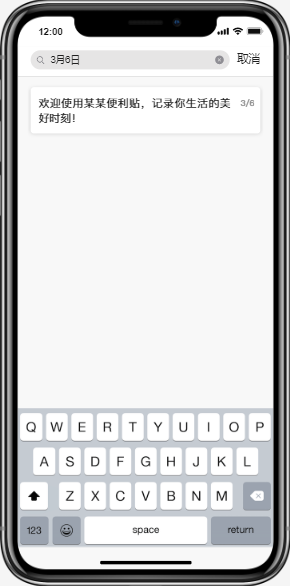 12:00
3月6日
取消
欢迎使用某某便利贴，记录你生活的美 3/6
好时刻！
Q W E R T Y U I O P
A S D F G H J K L
Z X C V B N M
123 space return